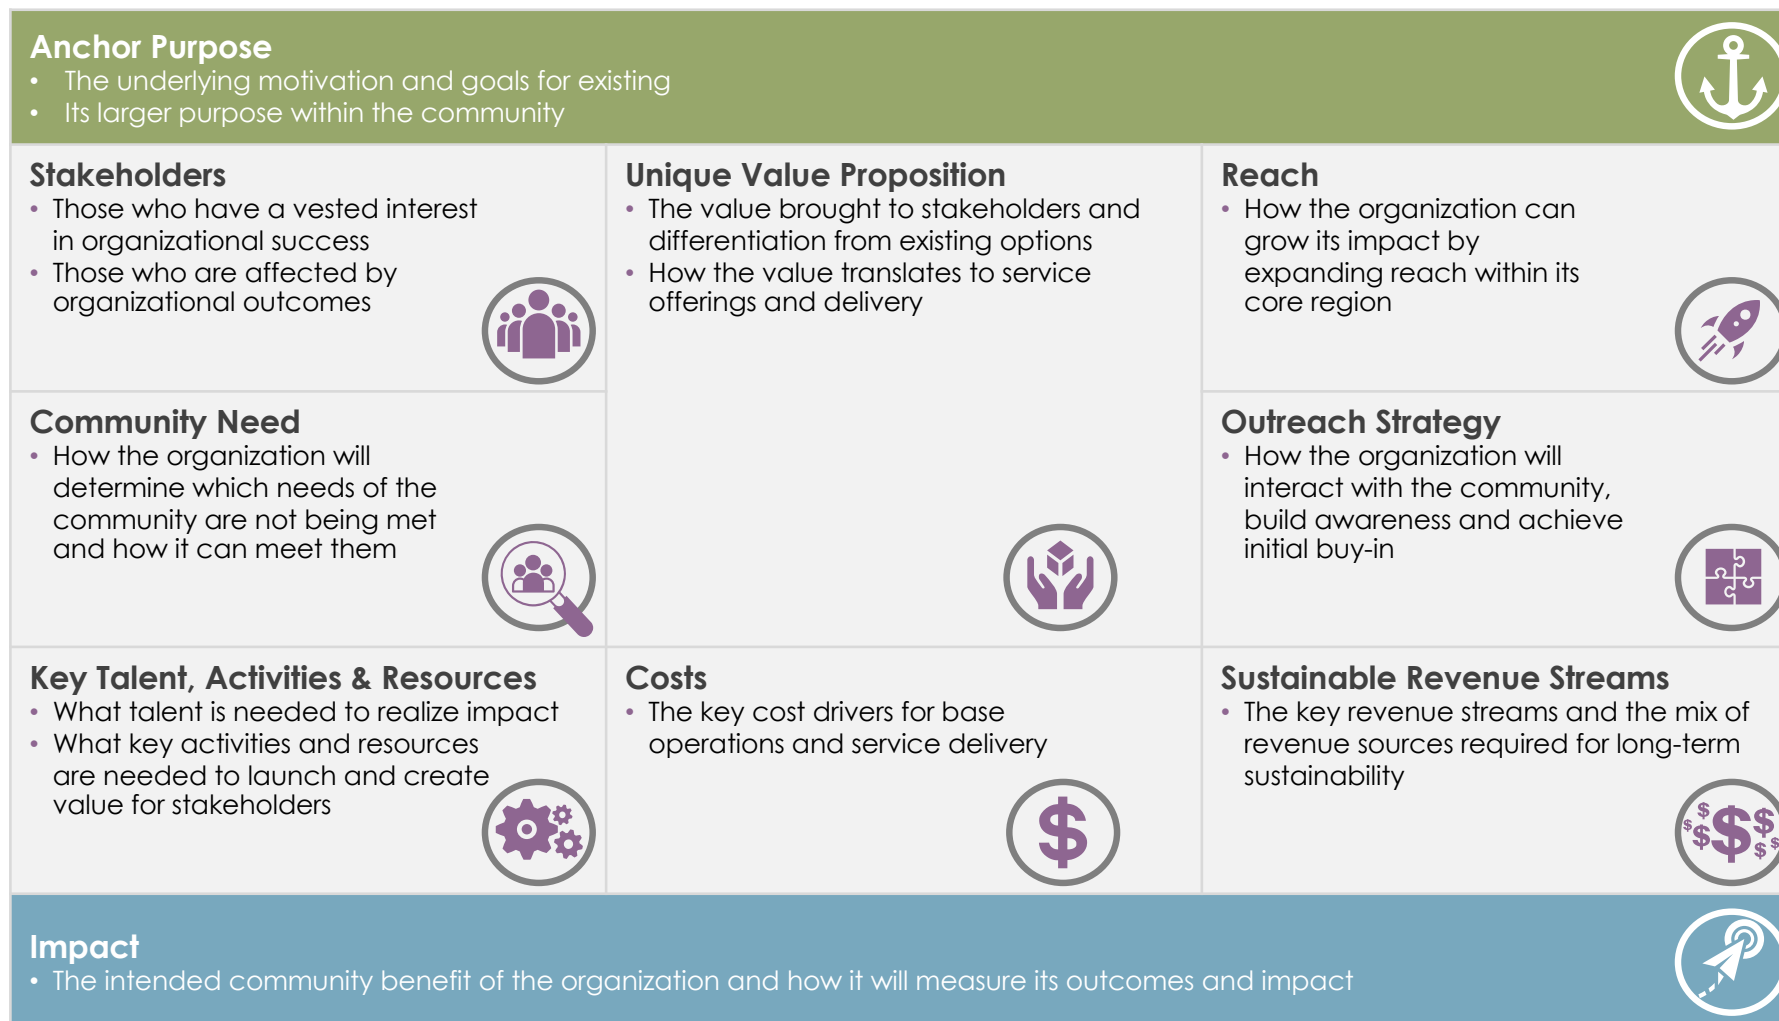 Anchor Purpose
• The underlying motivation and goals for existing
• Its larger purpose within the community
Stakeholders
• Those who have a vested interest
in organizational success
• Those who are affected by
organizational outcomes
Unique Value Proposition
• The value brought to stakeholders and
differentiation from existing options
• How the value translates to service
offerings and delivery
Reach
• How the organization can
grow its impact by
expanding reach within its
core region
Community Need
• How the organization will
determine which needs of the
community are not being met
and how it can meet them
Outreach Strategy
• How the organization will
interact with the community,
build awareness and achieve
initial buy-in
Key Talent, Activities & Resources
• What talent is needed to realize impact
• What key activities and resources
are needed to launch and create
value for stakeholders
Costs
• The key cost drivers for base
operations and service delivery
Sustainable Revenue Streams
• The key revenue streams and the mix of
revenue sources required for long-term
sustainability
Impact
• The intended community benefit of the organization and how it will measure its outcomes and impact